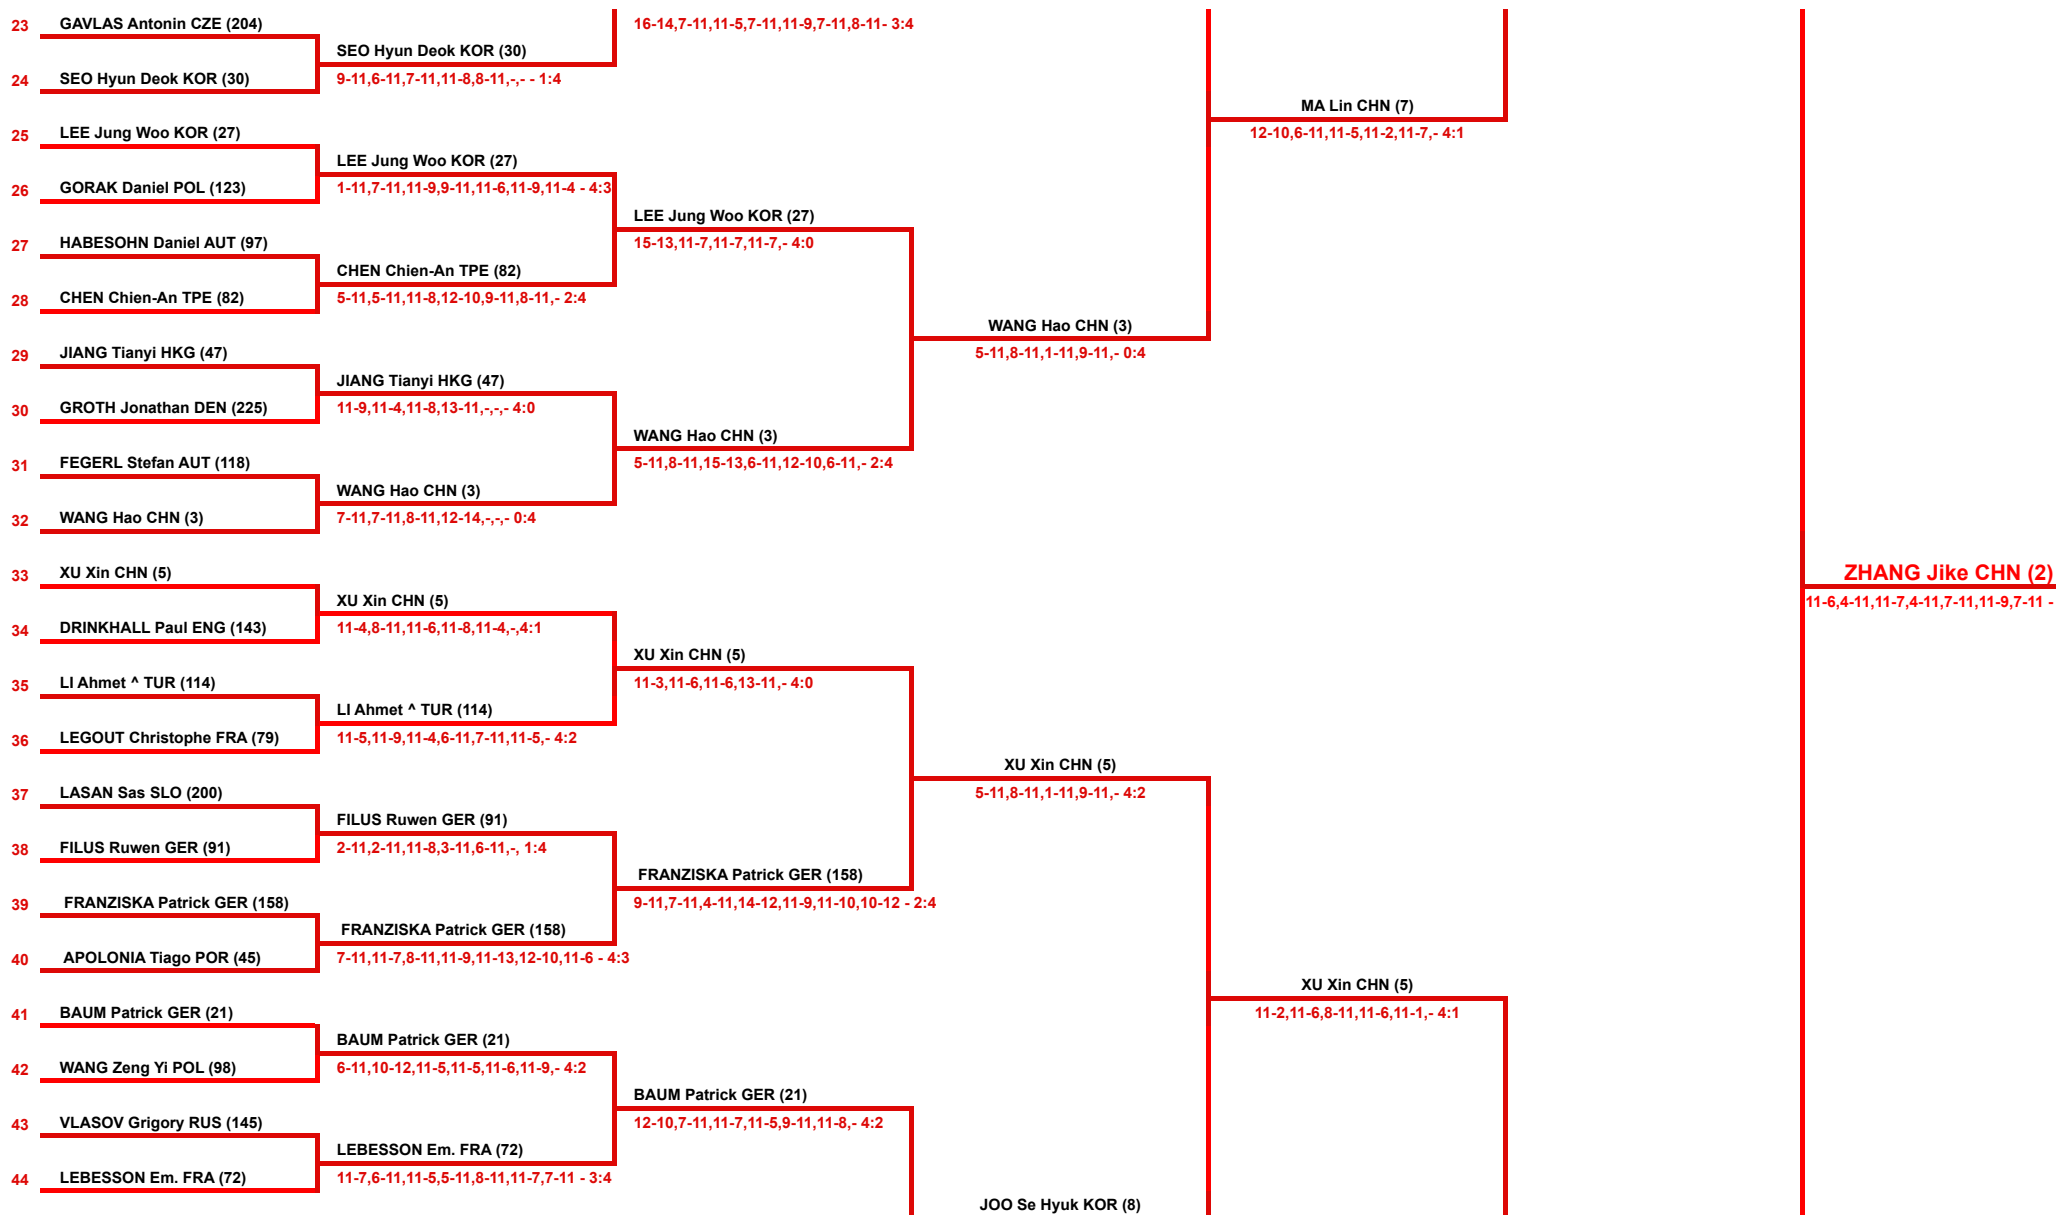 23 GAVLAS Antonin CZE (204)
16-14,7-11,11-5,7-11,11-9,7-11,8-11- 3:4
SEO Hyun Deok KOR (30)
24 SEO Hyun Deok KOR (30)
9-11,6-11,7-11,11-8,8-11,-,- - 1:4
MA Lin CHN (7)
25 LEE Jung Woo KOR (27)
12-10,6-11,11-5,11-2,11-7,- 4:1
LEE Jung Woo KOR (27)
26 GORAK Daniel POL (123)
1-11,7-11,11-9,9-11,11-6,11-9,11-4 - 4:3
LEE Jung Woo KOR (27)
27 HABESOHN Daniel AUT (97)
15-13,11-7,11-7,11-7,- 4:0
CHEN Chien-An TPE (82)
28 CHEN Chien-An TPE (82)
5-11,5-11,11-8,12-10,9-11,8-11,- 2:4
WANG Hao CHN (3)
29 JIANG Tianyi HKG (47)
5-11,8-11,1-11,9-11,- 0:4
JIANG Tianyi HKG (47)
30 GROTH Jonathan DEN (225)
11-9,11-4,11-8,13-11,-,-,- 4:0
WANG Hao CHN (3)
31 FEGERL Stefan AUT (118)
5-11,8-11,15-13,6-11,12-10,6-11,- 2:4
WANG Hao CHN (3)
32 WANG Hao CHN (3)
7-11,7-11,8-11,12-14,-,-,- 0:4
33 XU Xin CHN (5)
ZHANG Jike CHN (2)
XU Xin CHN (5)
11-6,4-11,11-7,4-11,7-11,11-9,7-11 -
34 DRINKHALL Paul ENG (143)
11-4,8-11,11-6,11-8,11-4,-,4:1
XU Xin CHN (5)
35 LI Ahmet ^ TUR (114)
11-3,11-6,11-6,13-11,- 4:0
LI Ahmet ^ TUR (114)
36 LEGOUT Christophe FRA (79)
11-5,11-9,11-4,6-11,7-11,11-5,- 4:2
XU Xin CHN (5)
37 LASAN Sas SLO (200)
5-11,8-11,1-11,9-11,- 4:2
FILUS Ruwen GER (91)
38 FILUS Ruwen GER (91)
2-11,2-11,11-8,3-11,6-11,-, 1:4
FRANZISKA Patrick GER (158)
39 FRANZISKA Patrick GER (158)
9-11,7-11,4-11,14-12,11-9,11-10,10-12 - 2:4
FRANZISKA Patrick GER (158)
40 APOLONIA Tiago POR (45)
7-11,11-7,8-11,11-9,11-13,12-10,11-6 - 4:3
XU Xin CHN (5)
41 BAUM Patrick GER (21)
11-2,11-6,8-11,11-6,11-1,- 4:1
BAUM Patrick GER (21)
42 WANG Zeng Yi POL (98)
6-11,10-12,11-5,11-5,11-6,11-9,- 4:2
BAUM Patrick GER (21)
43 VLASOV Grigory RUS (145)
12-10,7-11,11-7,11-5,9-11,11-8,- 4:2
LEBESSON Em. FRA (72)
44 LEBESSON Em. FRA (72)
11-7,6-11,11-5,5-11,8-11,11-7,7-11 - 3:4
JOO Se Hyuk KOR (8)